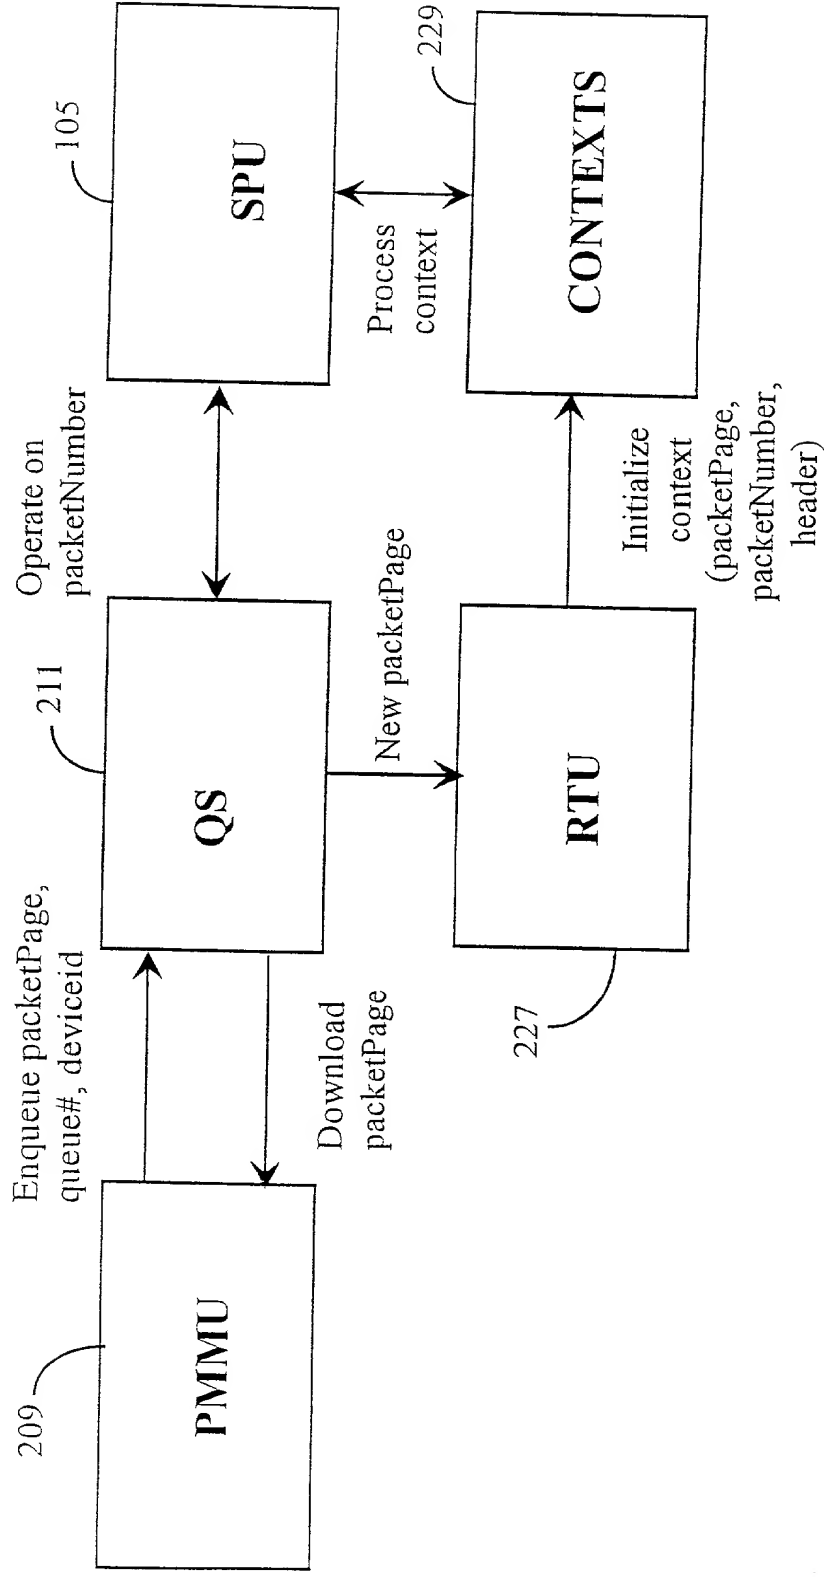 Enqueue packetPage,
queue#, deviceid
Operate on
packetNumber
209
211
105
PMMU
QS
SPU
Download
packetPage
New packetPage
Process
context
229
227
RTU
CONTEXTS
Initialize
context
(packetPage,
packetNumber,
header)